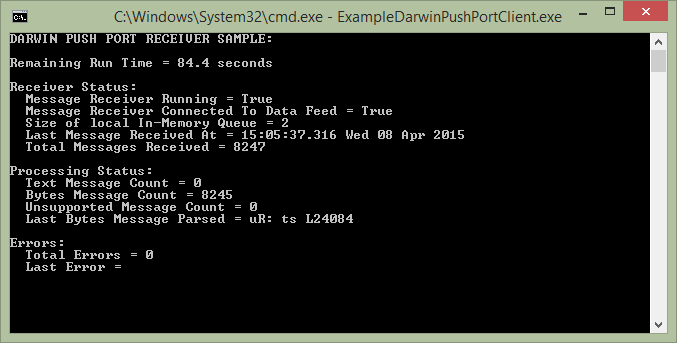 C:\Windows\System32\cmd.exe - ExampleDarwinPushPortClient.exe
DARWIN PUSH PORT RECEIVER SAMPLE:
Remaining Run Time = 84.4 seconds
Receiver Status:
Message Receiver Running = True
Message Receiver Connected To Data Feed = True
Size of local In-Memory Queue = 2
Last Message Received At = 15:05:37.316 Wed 08 Apr 2015
Total Messages Received = 8247
Processing Status:
Text Message Count = 0
Bytes Message Count = 8245
Unsupported Message Count = 0
Last Bytes Message Parsed = uR: ts L24084
Errors:
Total Errors = 0
Last Error =